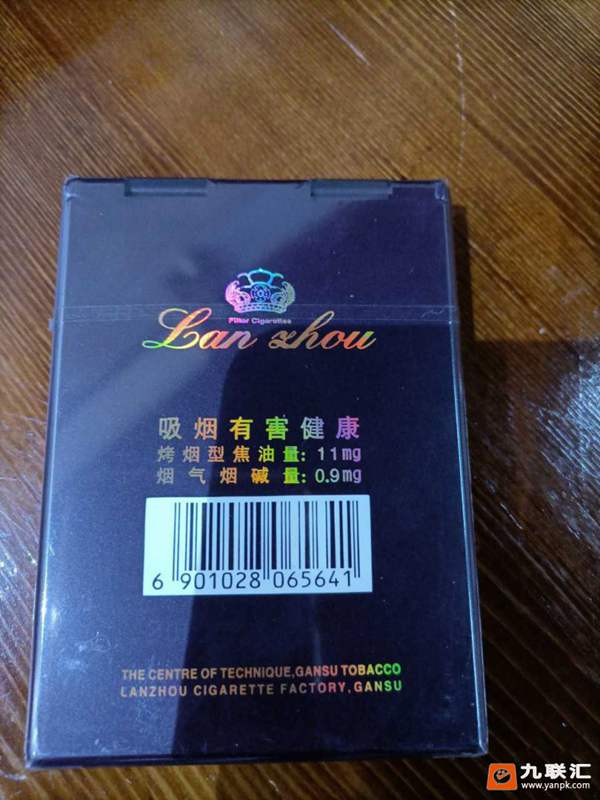 Filter Cigarettes
Lan zhou
吸烟有害健康
烤烟型焦油量: 11mg
烟气烟碱量: 0.9mg
6 901028 065641
THE CENTRE OF TECHNIQUE,GANSU TOBACCO
LANZHOU CIGARETTE FACTORY,GANSU
九联汇
www.yanpk.com